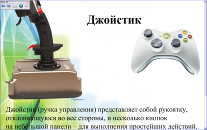 Джойстик
Джойстик (ручка управления) представляет собой рукоятку,
отклоняющуюся во все стороны, и несколько кнопок
на небольшой панели – для выполнения простейших действий.